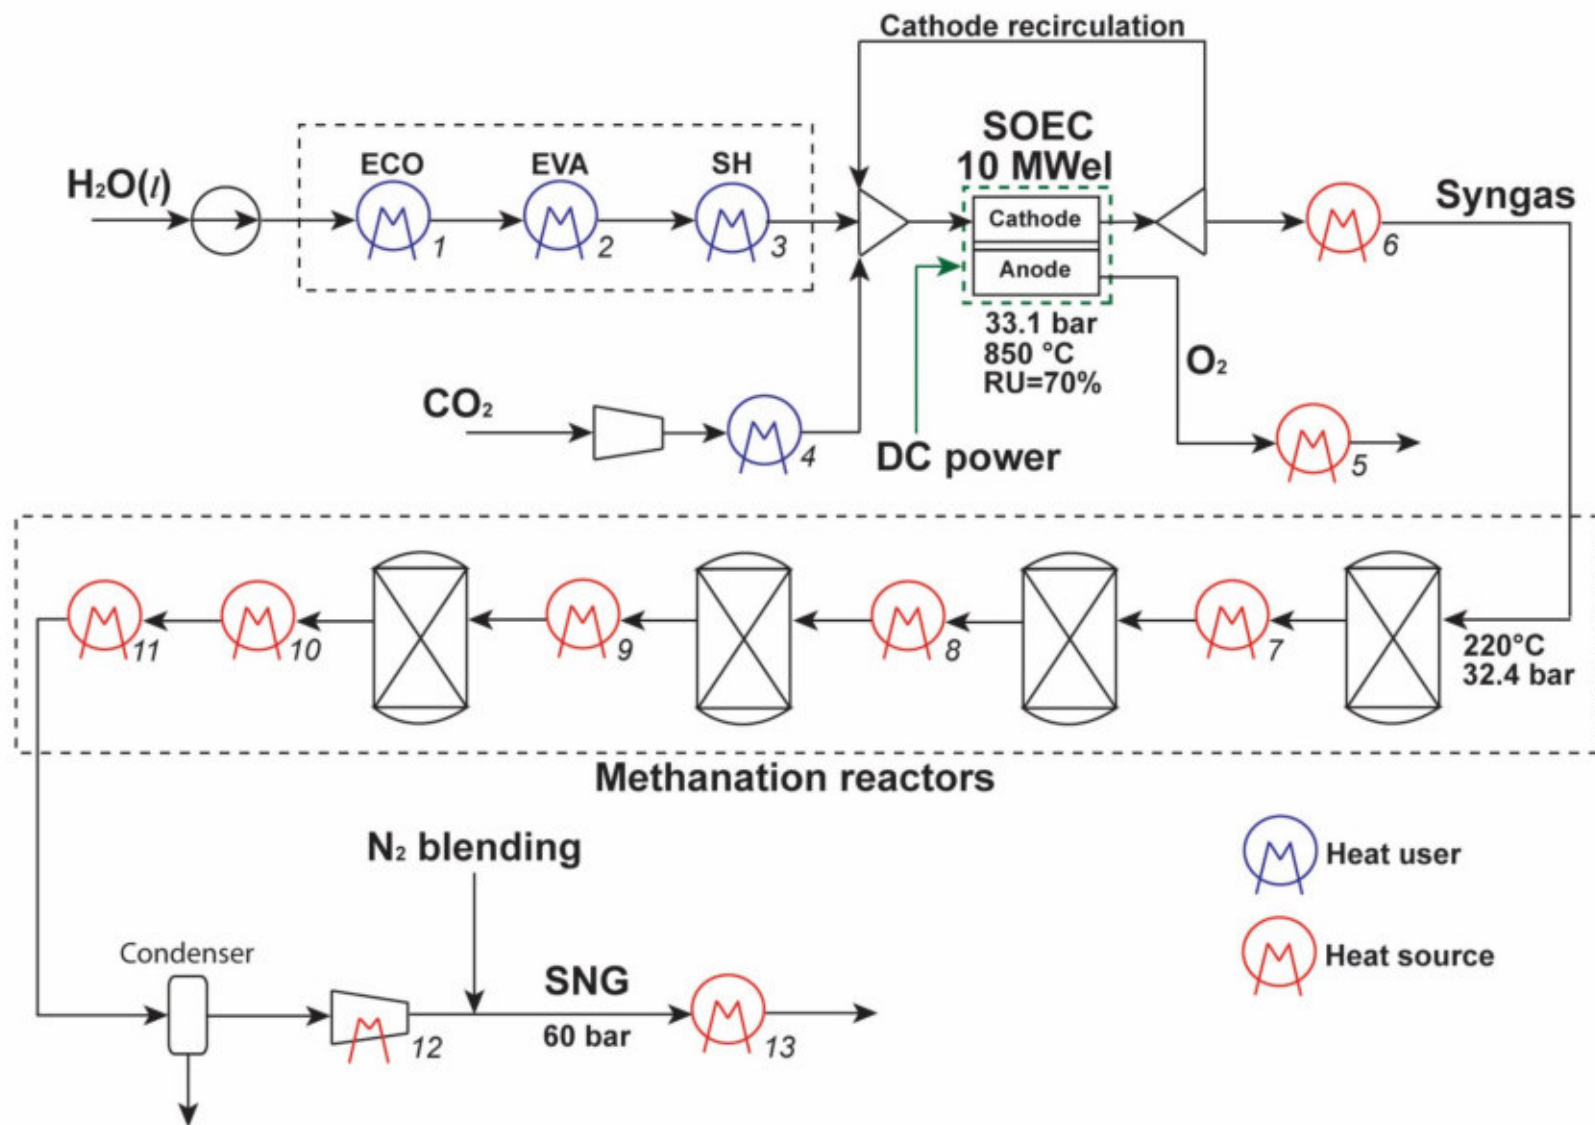 Cathode recirculation
SOEC
10 MWel
ECO
EVA
SH
H₂O(l)
Syngas
1
2
3
Cathode
Anode
6
33.1 bar
850 °C
RU=70%
O₂
CO₂
4
DC power
5
11
10
9
8
7
220°C
32.4 bar
Methanation reactors
N₂ blending
Heat user
Condenser
SNG
Heat source
60 bar
12
13